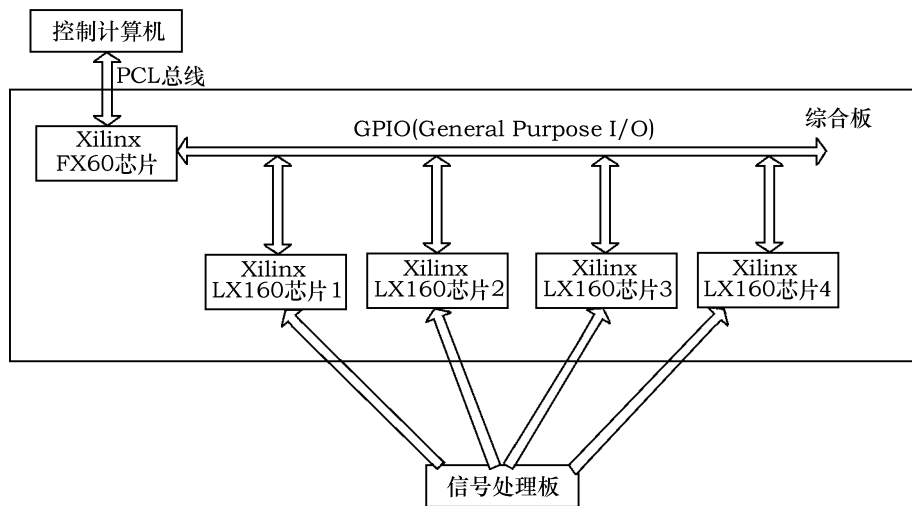 控制计算机
PCL总线
GPIO(General Purpose I/O)
综合板
Xilinx
FX60芯片
Xilinx
LX160芯片1
Xilinx
LX160芯片2
Xilinx
LX160芯片3
Xilinx
LX160芯片4
信号处理板